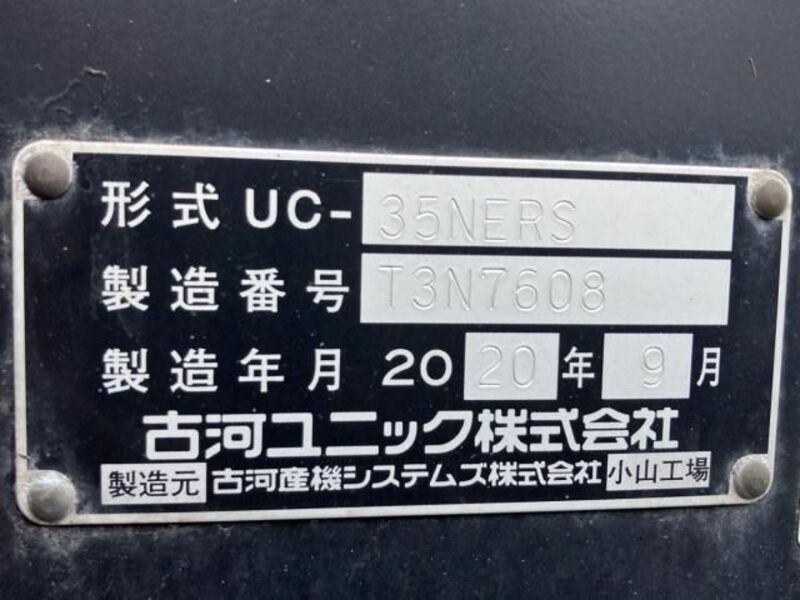 形式 UC-35NERS
製造番号 T3N7608
製造年月 2020年9月
古河ユニック株式会社
製造元 古河産機システムズ株式会社 小山工場